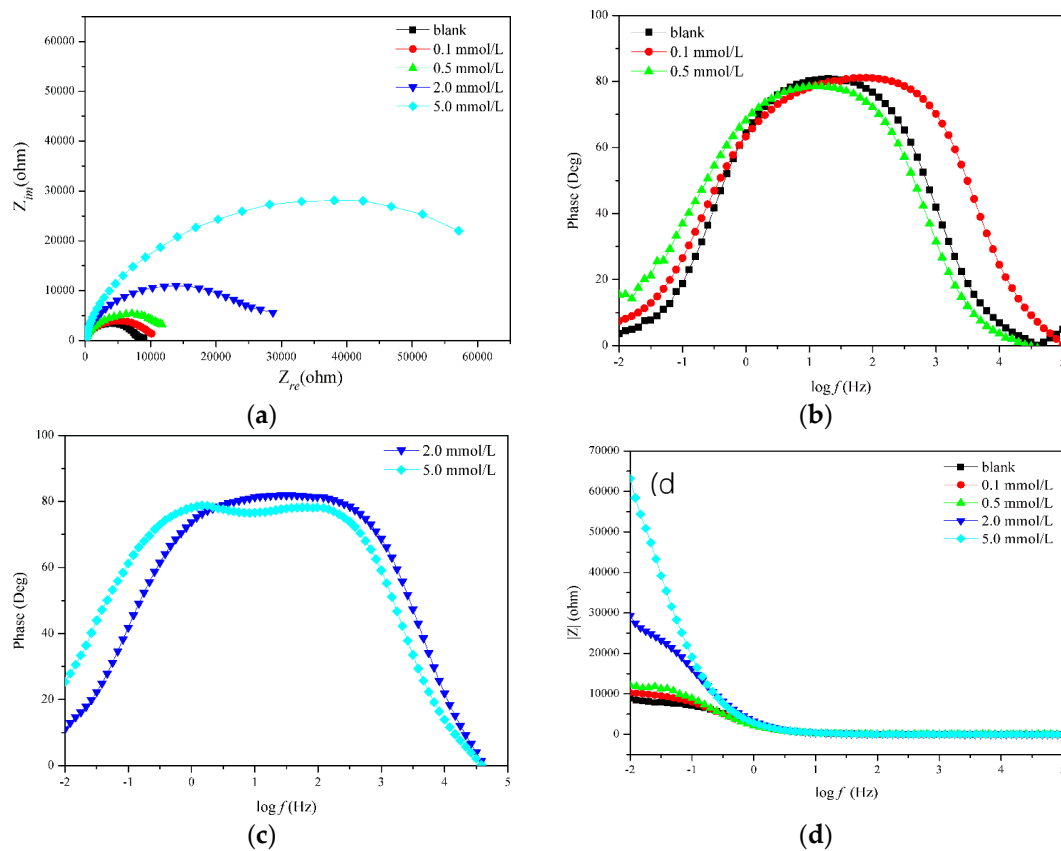 blank
0.1 mmol/L
0.5 mmol/L
2.0 mmol/L
5.0 mmol/L
60000
50000
40000
30000
20000
10000
0
Zim(ohm)
0 10000 20000 30000 40000 50000 60000
Zre(ohm)
(a)
blank
0.1 mmol/L
0.5 mmol/L
100
80
60
40
20
0
Phase (Deg)
-2 -1 0 1 2 3 4 5
log f (Hz)
(b)
2.0 mmol/L
5.0 mmol/L
100
80
60
40
20
0
Phase (Deg)
-2 -1 0 1 2 3 4 5
log f (Hz)
(c)
(d
blank
0.1 mmol/L
0.5 mmol/L
2.0 mmol/L
5.0 mmol/L
70000
60000
50000
40000
30000
20000
10000
0
|Z| (ohm)
-2 -1 0 1 2 3 4 5
log f (Hz)
(d)